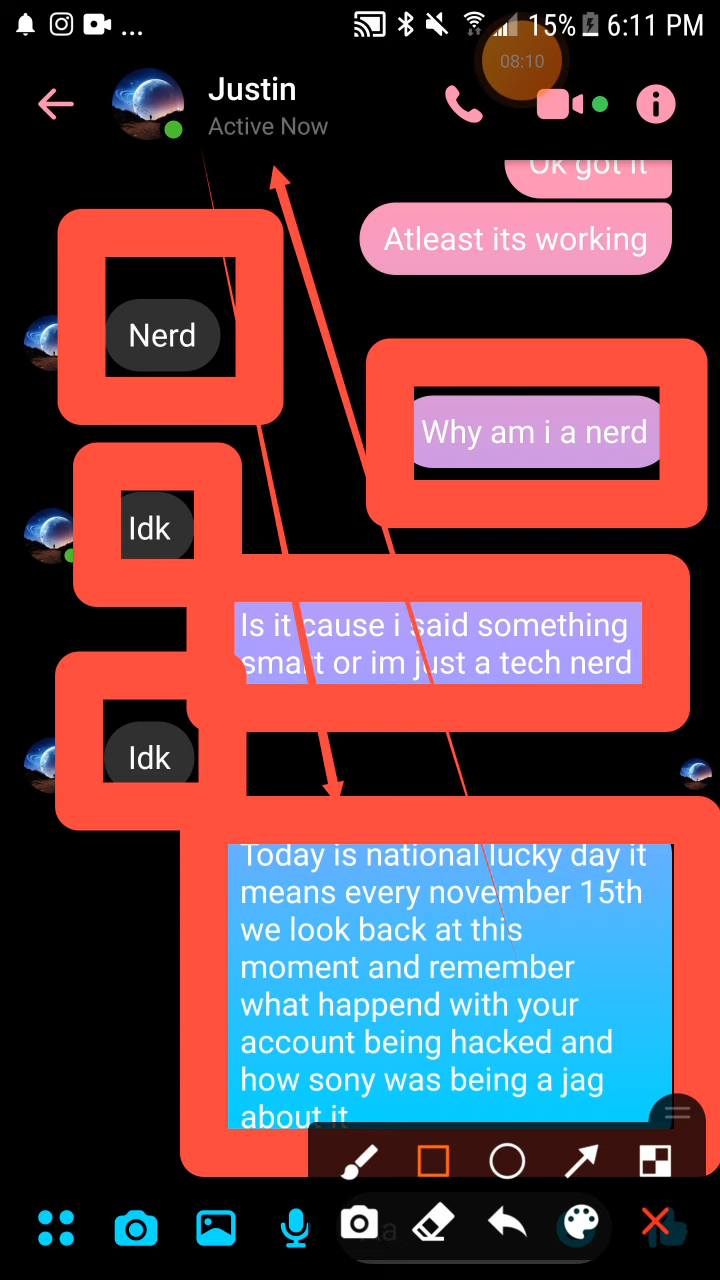 ... 15% 6:11 PM
08:10
Justin
Active Now
Ok got it
Atleast its working
Nerd
Why am i a nerd
Idk
Is it cause i said something
smart or im just a tech nerd
Idk
Today is national lucky day it
means every november 15th
we look back at this
moment and remember
what happend with your
account being hacked and
how sony was being a jag
about it